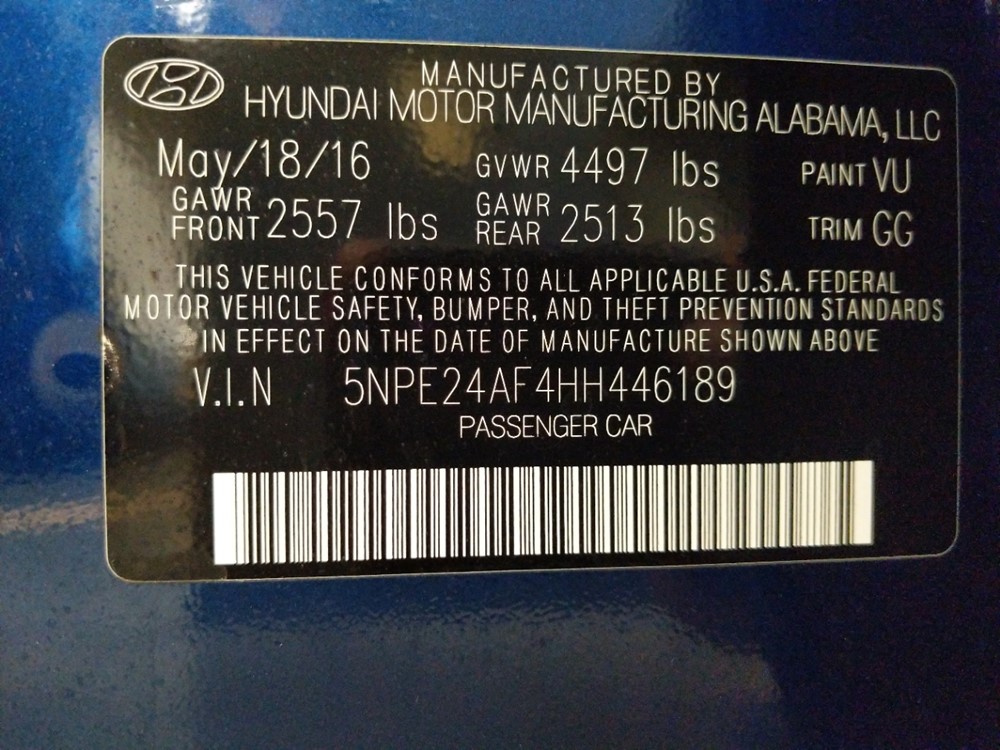 MANUFACTURED BY
HYUNDAI MOTOR MANUFACTURING ALABAMA, LLC
May/18/16 GVWR 4497 lbs PAINT VU
GAWR FRONT 2557 lbs GAWR REAR 2513 lbs TRIM GG
THIS VEHICLE CONFORMS TO ALL APPLICABLE U.S.A. FEDERAL
MOTOR VEHICLE SAFETY, BUMPER, AND THEFT PREVENTION STANDARDS
IN EFFECT ON THE DATE OF MANUFACTURE SHOWN ABOVE
V.I.N 5NPE24AF4HH446189
PASSENGER CAR